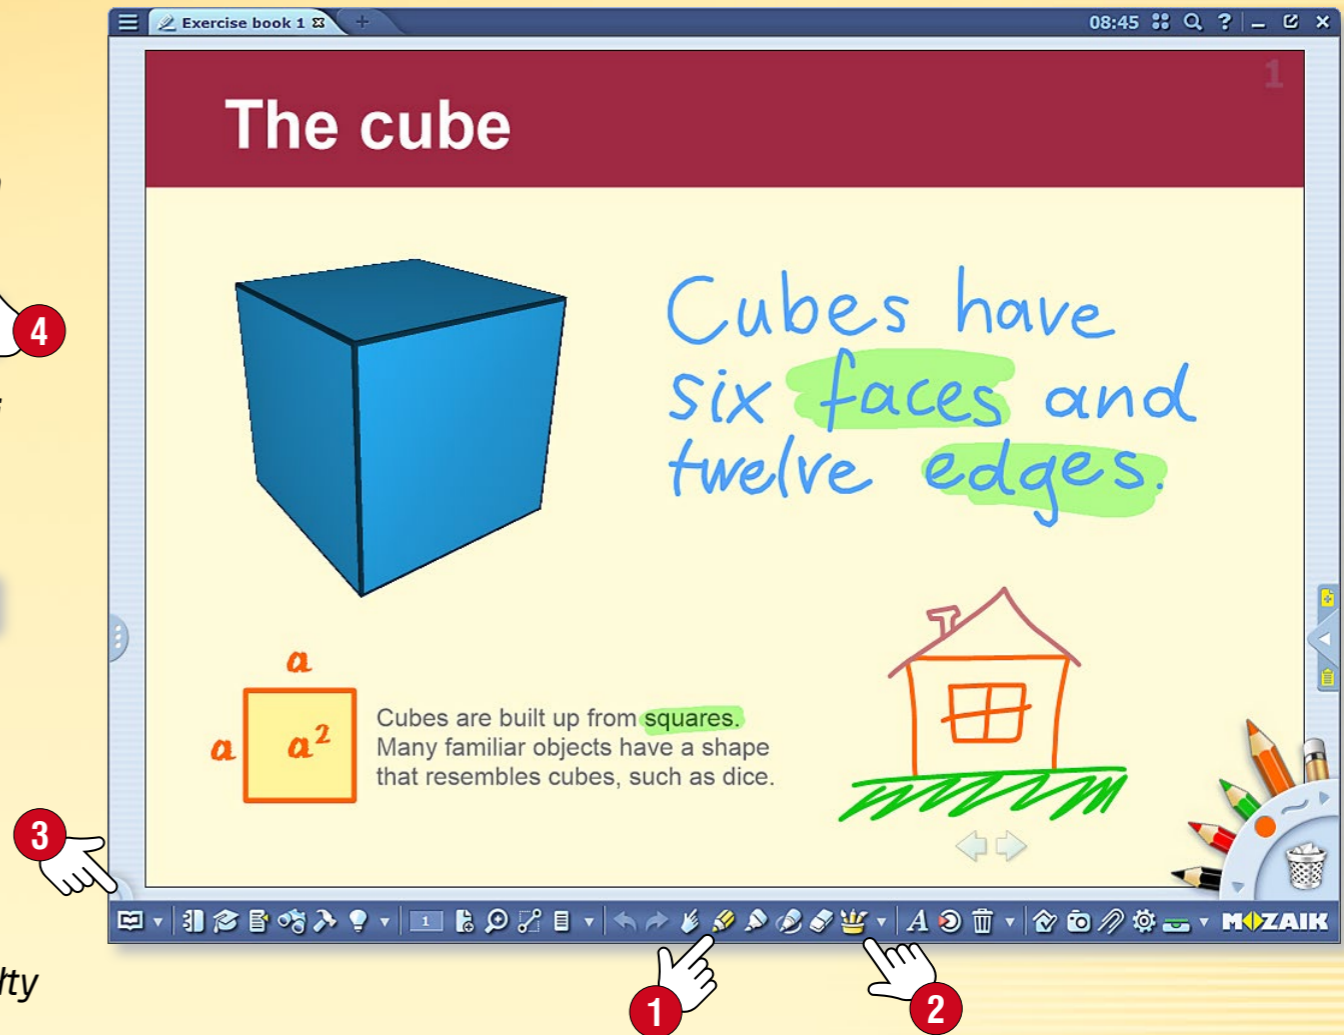 Exercise book 1
08:45
1
The cube
Cubes have
six faces and
twelve edges.
4
a
a
a²
Cubes are built up from squares.
Many familiar objects have a shape
that resembles cubes, such as dice.
3
1
A
MOZAIK
1
2